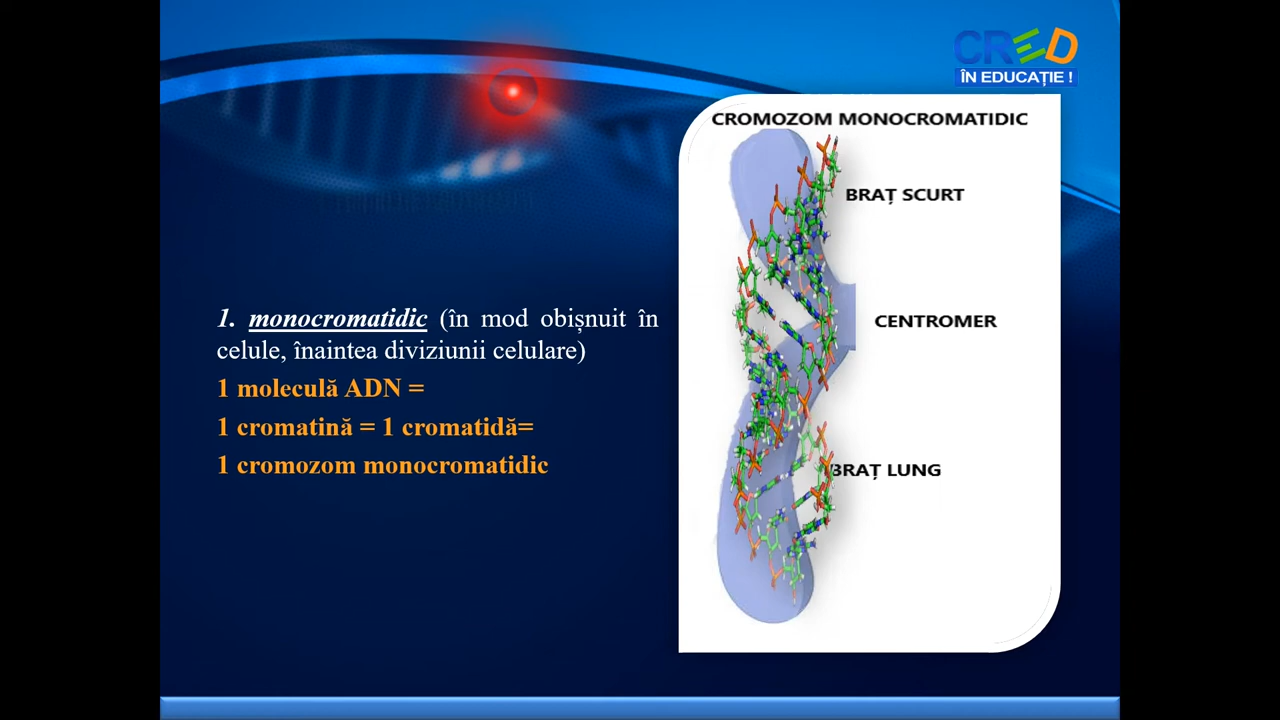 CRED
ÎN EDUCAȚIE !
CROMOZOM MONOCROMATIDIC
BRAȚ SCURT
CENTROMER
BRAȚ LUNG
1. monocromatidic (în mod obișnuit în
celule, înaintea diviziunii celulare)
1 moleculă ADN =
1 cromatină = 1 cromatidă=
1 cromozom monocromatidic